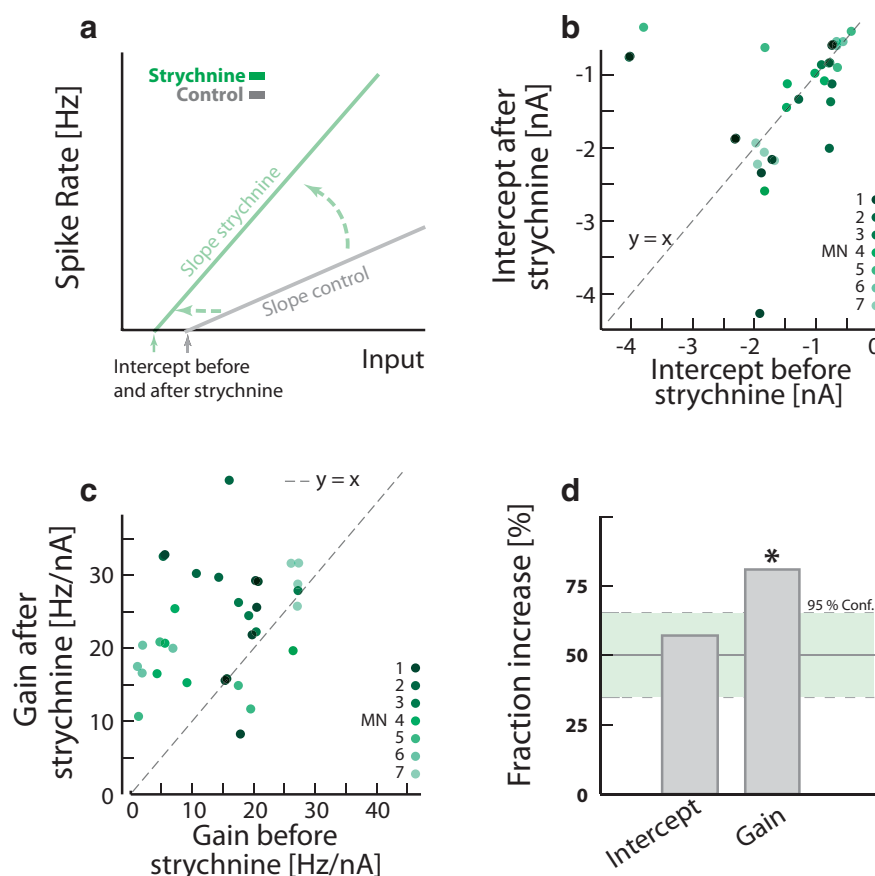 a
Strychnine
Control
Spike Rate [Hz]
Slope strychnine
Slope control
Intercept before
and after strychnine
Input
b
Intercept after
strychnine [nA]
-1
-2
-3
-4
y = x
1
2
3
MN 4
5
6
7
-4 -3 -2 -1 0
Intercept before
strychnine [nA]
c
y = x
Gain after
strychnine [Hz/nA]
30
20
10
0
1
2
3
MN 4
5
6
7
0 10 20 30 40
Gain before
strychnine [Hz/nA]
d
Fraction increase [%]
75
50
25
0
*
95 % Conf.
Intercept
Gain